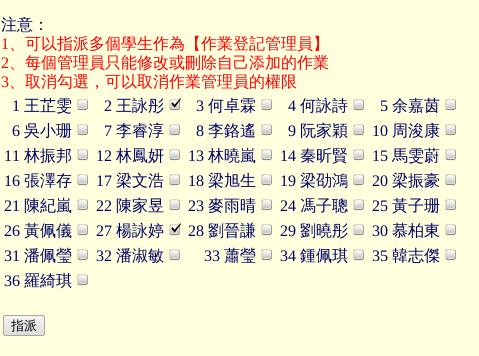 注意：
1、可以指派多個學生作為【作業登記管理員】
2、每個管理員只能修改或刪除自己添加的作業
3、取消勾選，可以取消作業管理員的權限
1 王芷雯 2 王詠彤 3 何卓霖 4 何詠詩 5 余嘉茵
6 吳小珊 7 李睿淳 8 李鉻遙 9 阮家穎 10 周浚康
11 林振邦 12 林鳳妍 13 林曉嵐 14 秦昕賢 15 馬雯蔚
16 張澤存 17 梁文浩 18 梁旭生 19 梁劭鴻 20 梁振豪
21 陳紀嵐 22 陳家昱 23 麥雨晴 24 馮子聰 25 黃子珊
26 黃佩儀 27 楊詠婷 28 劉晉謙 29 劉曉彤 30 慕柏東
31 潘佩瑩 32 潘淑敏 33 蕭瑩 34 鍾佩琪 35 韓志傑
36 羅綺琪
指派